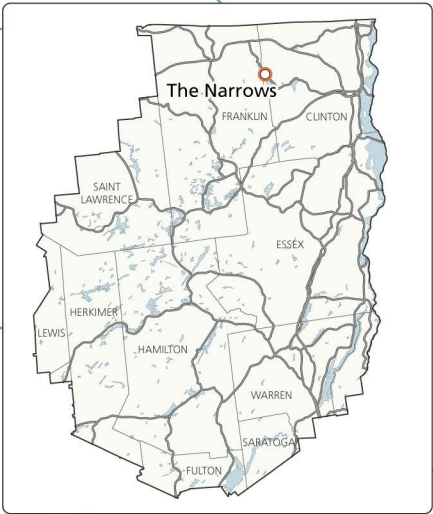 The Narrows
FRANKLIN
CLINTON
SAINT
LAWRENCE
ESSEX
HERKIMER
LEWIS
HAMILTON
WARREN
SARATOGA
FULTON